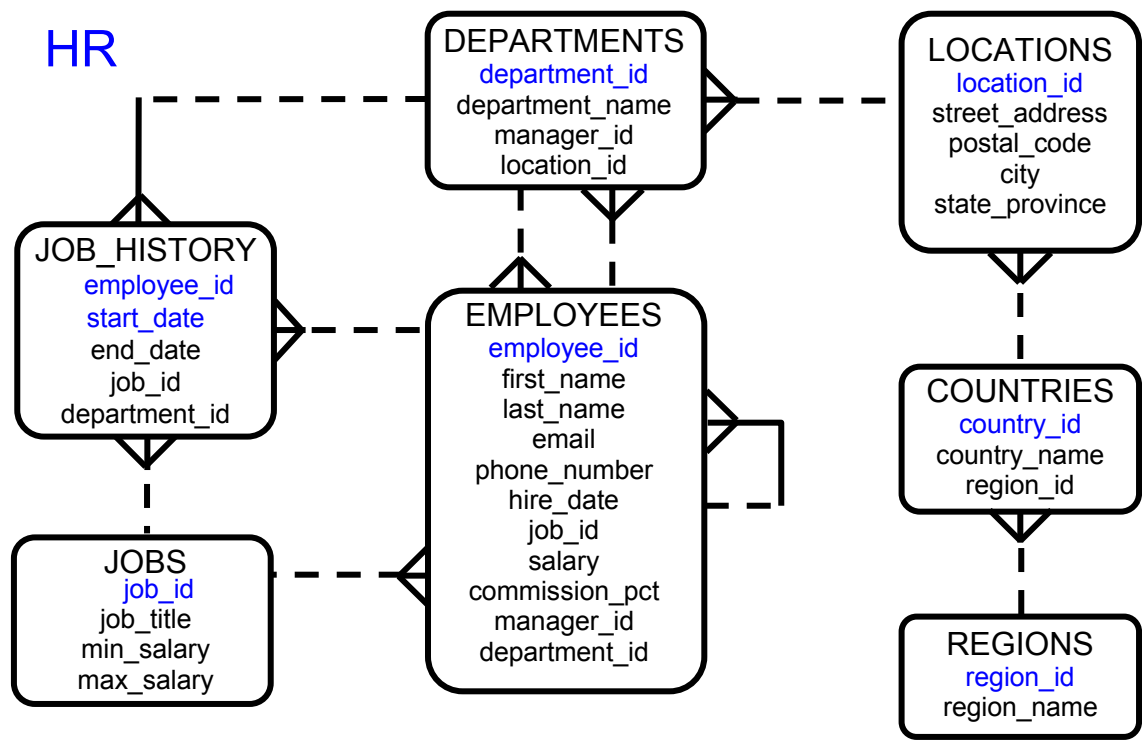 HR
DEPARTMENTS
department_id
department_name
manager_id
location_id
LOCATIONS
location_id
street_address
postal_code
city
state_province
JOB_HISTORY
employee_id
start_date
end_date
job_id
department_id
EMPLOYEES
employee_id
first_name
last_name
email
phone_number
hire_date
job_id
salary
commission_pct
manager_id
department_id
COUNTRIES
country_id
country_name
region_id
JOBS
job_id
job_title
min_salary
max_salary
REGIONS
region_id
region_name